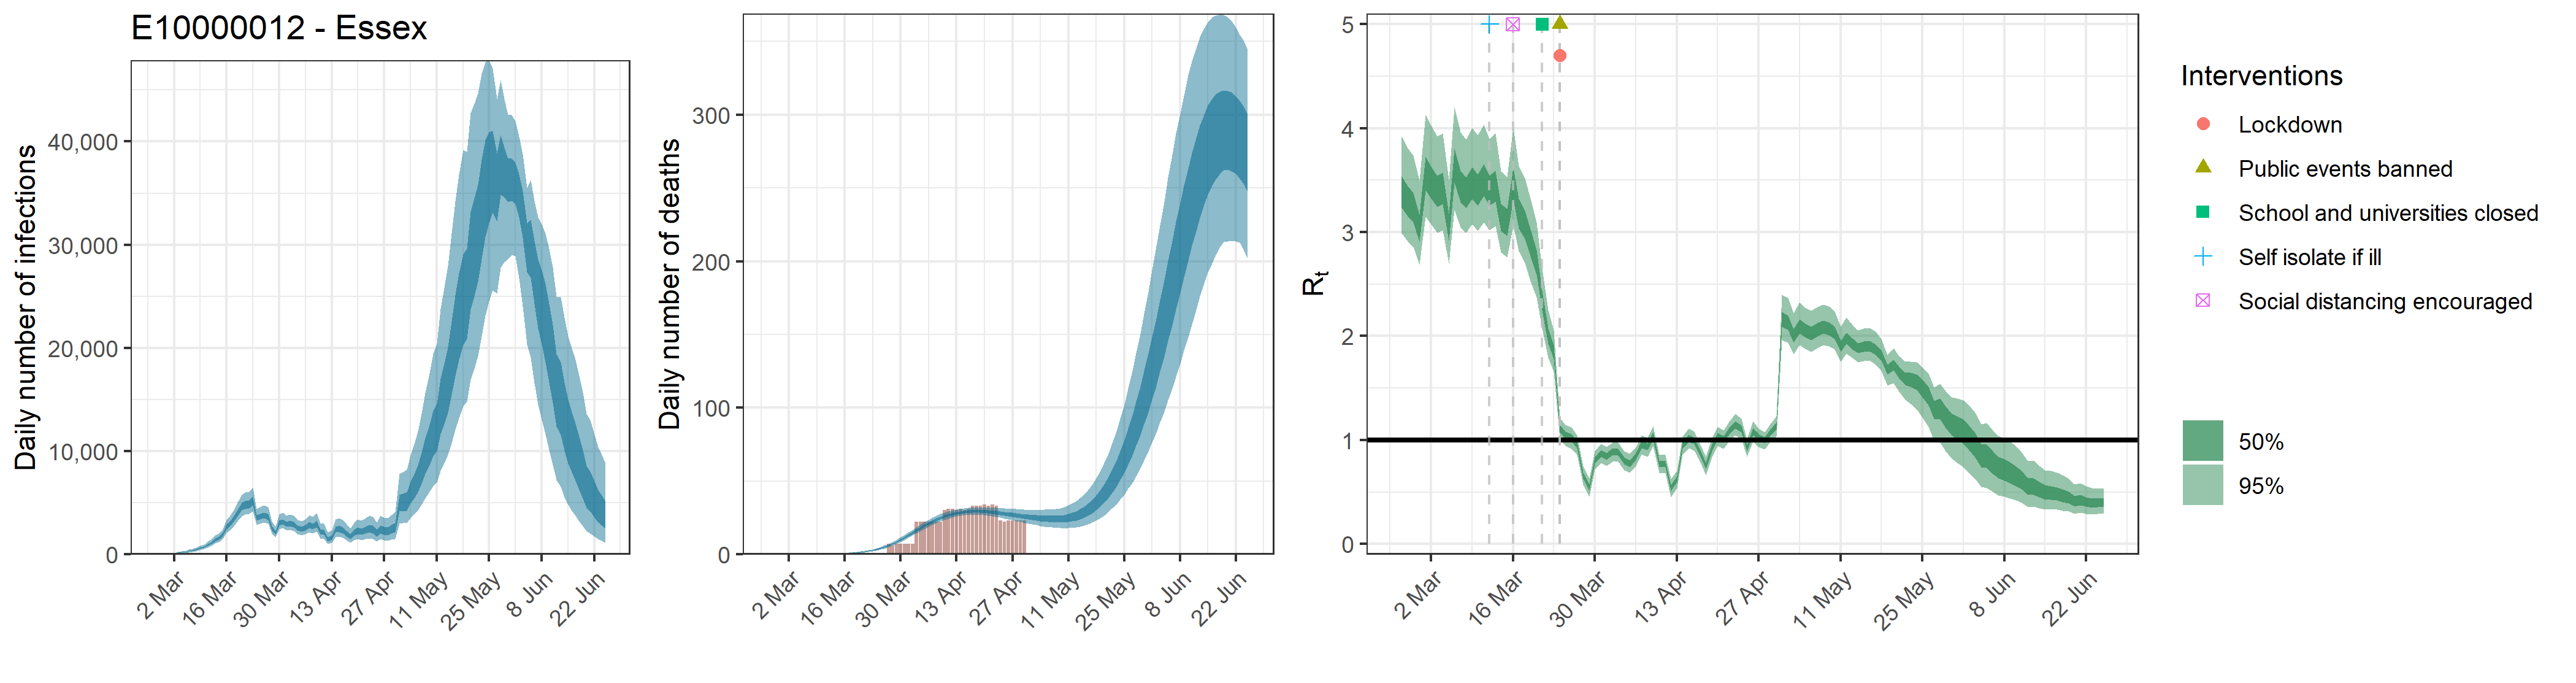 E10000012 - Essex
Daily number of infections
40,000
30,000
20,000
10,000
0
2 Mar
16 Mar
30 Mar
13 Apr
27 Apr
11 May
25 May
8 Jun
22 Jun
Daily number of deaths
300
200
100
0
2 Mar
16 Mar
30 Mar
13 Apr
27 Apr
11 May
25 May
8 Jun
22 Jun
Rt
5
4
3
2
1
0
2 Mar
16 Mar
30 Mar
13 Apr
27 Apr
11 May
25 May
8 Jun
22 Jun
Interventions
Lockdown
Public events banned
School and universities closed
Self isolate if ill
Social distancing encouraged
50%
95%